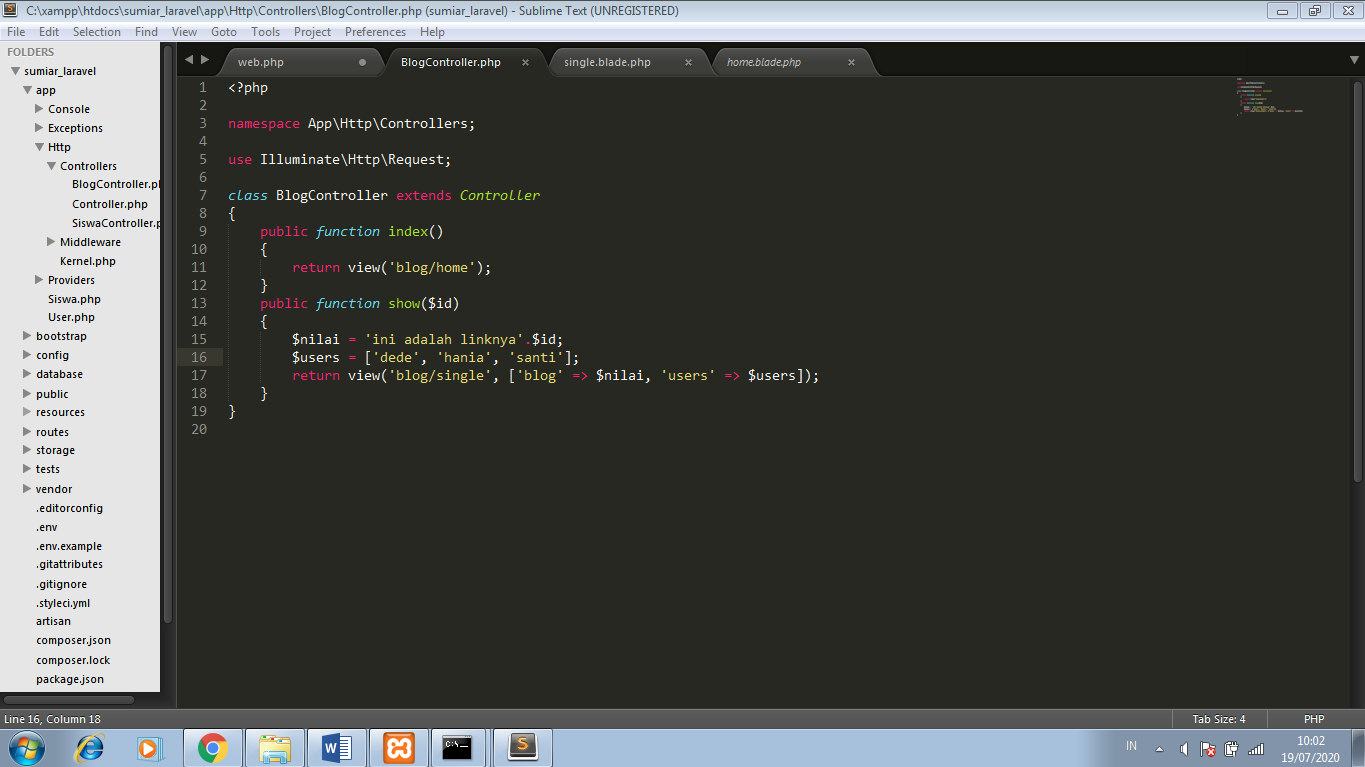 C:\xampp\htdocs\sumiar_laravel\app\Http\Controllers\BlogController.php (sumiar_laravel) - Sublime Text (UNREGISTERED)
File Edit Selection Find View Goto Tools Project Preferences Help
FOLDERS
sumiar_laravel
app
Console
Exceptions
Http
Controllers
BlogController.pl
Controller.php
SiswaController.p
Middleware
Kernel.php
Providers
Siswa.php
User.php
bootstrap
config
database
public
resources
routes
storage
tests
vendor
.editorconfig
.env
.env.example
.gitattributes
.gitignore
.styleci.yml
artisan
composer.json
composer.lock
package.json
web.php BlogController.php single.blade.php home.blade.php
1 <?php
2
3 namespace App\Http\Controllers;
4
5 use Illuminate\Http\Request;
6
7 class BlogController extends Controller
8 {
9 public function index()
10 {
11 return view('blog/home');
12 }
13 public function show($id)
14 {
15 $nilai = 'ini adalah linknya'.$id;
16 $users = ['dede', 'hania', 'santi'];
17 return view('blog/single', ['blog' => $nilai, 'users' => $users]);
18 }
19 }
20
Line 16, Column 18 Tab Size: 4 PHP
IN 10:02
19/07/2020